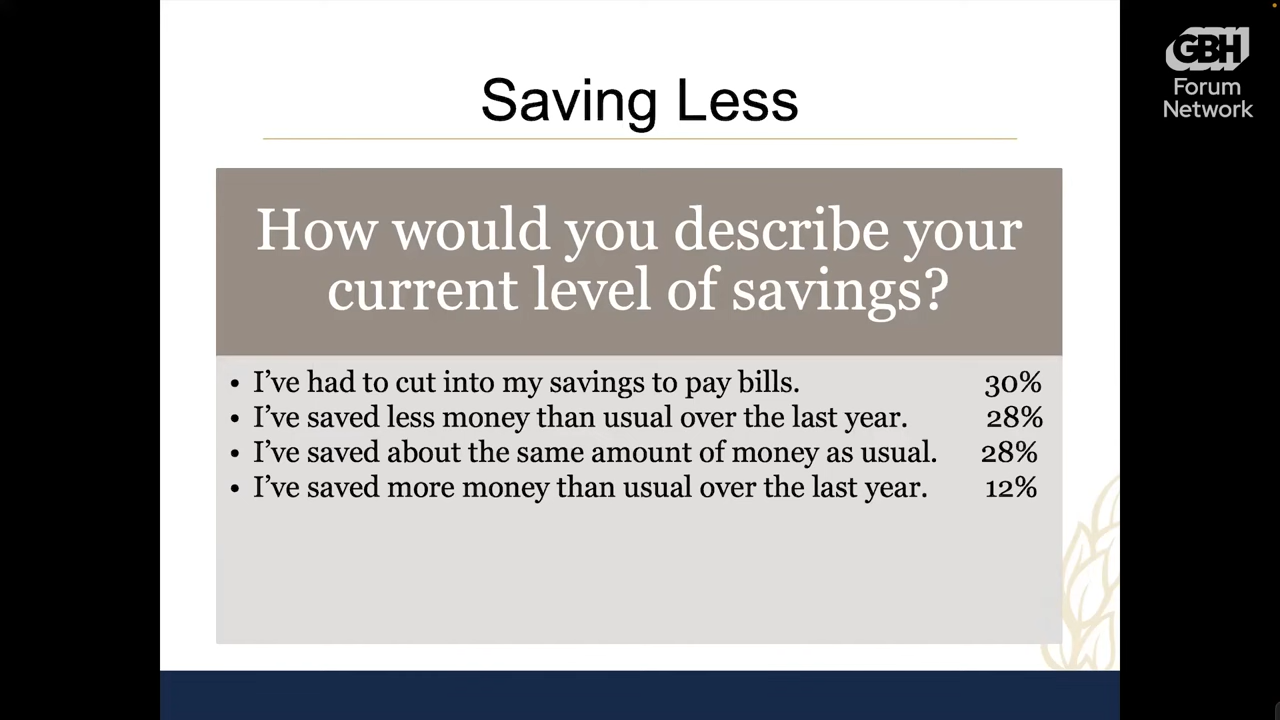 GBH
Forum
Network
Saving Less
How would you describe your
current level of savings?
• I’ve had to cut into my savings to pay bills. 30%
• I’ve saved less money than usual over the last year. 28%
• I’ve saved about the same amount of money as usual. 28%
• I’ve saved more money than usual over the last year. 12%